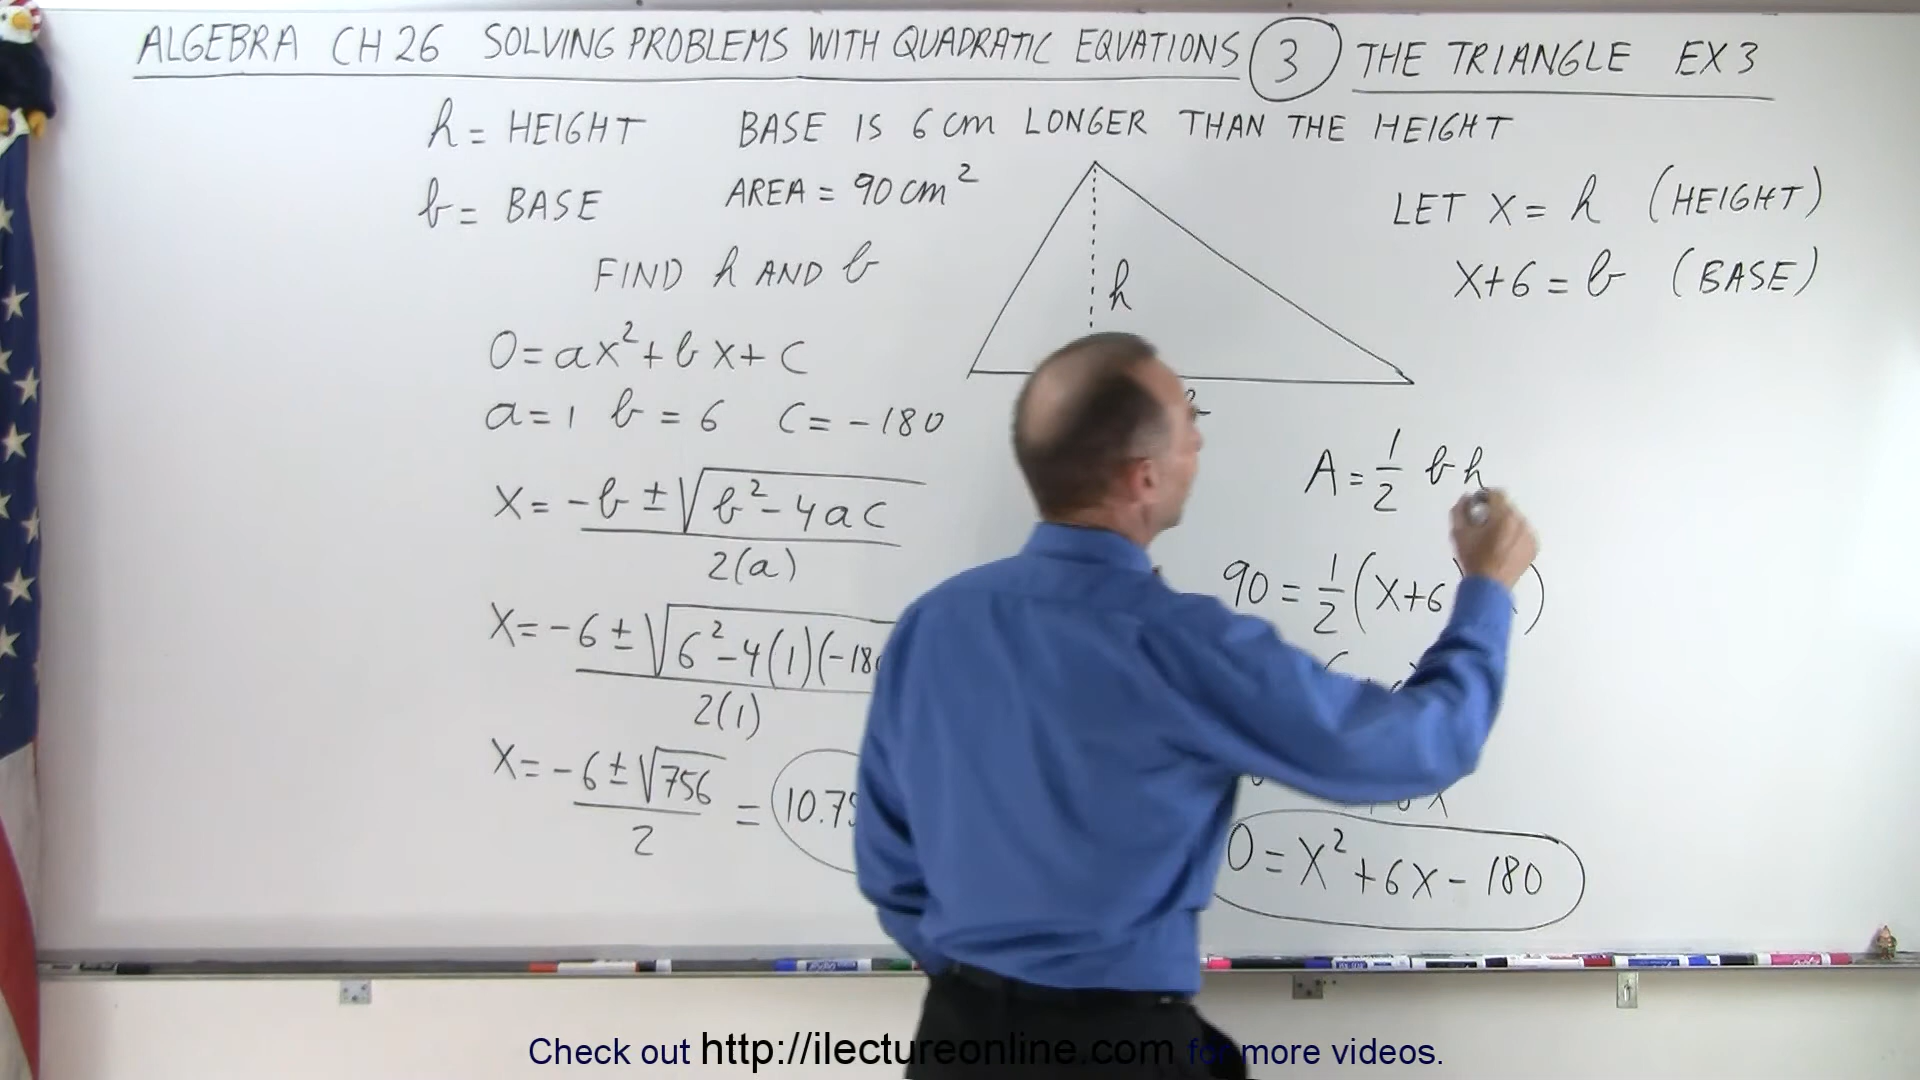 ALGEBRA CH 26 SOLVING PROBLEMS WITH QUADRATIC EQUATIONS 3 THE TRIANGLE EX 3
h = HEIGHT BASE IS 6 cm LONGER THAN THE HEIGHT
b = BASE AREA = 90 cm²
FIND h AND b
0 = ax² + bx + c
a = 1 b = 6 c = -180
x = -b ± √b² - 4ac
2(a)
x = -6 ± √6² - 4(1)(-18
2(1)
x = -6 ± √756
2
= 10.75
h
LET x = h (HEIGHT)
x + 6 = b (BASE)
A = 1/2 bh
90 = 1/2 (x+6
0 = x² + 6x - 180
Check out http://ilectureonline.com for more videos.